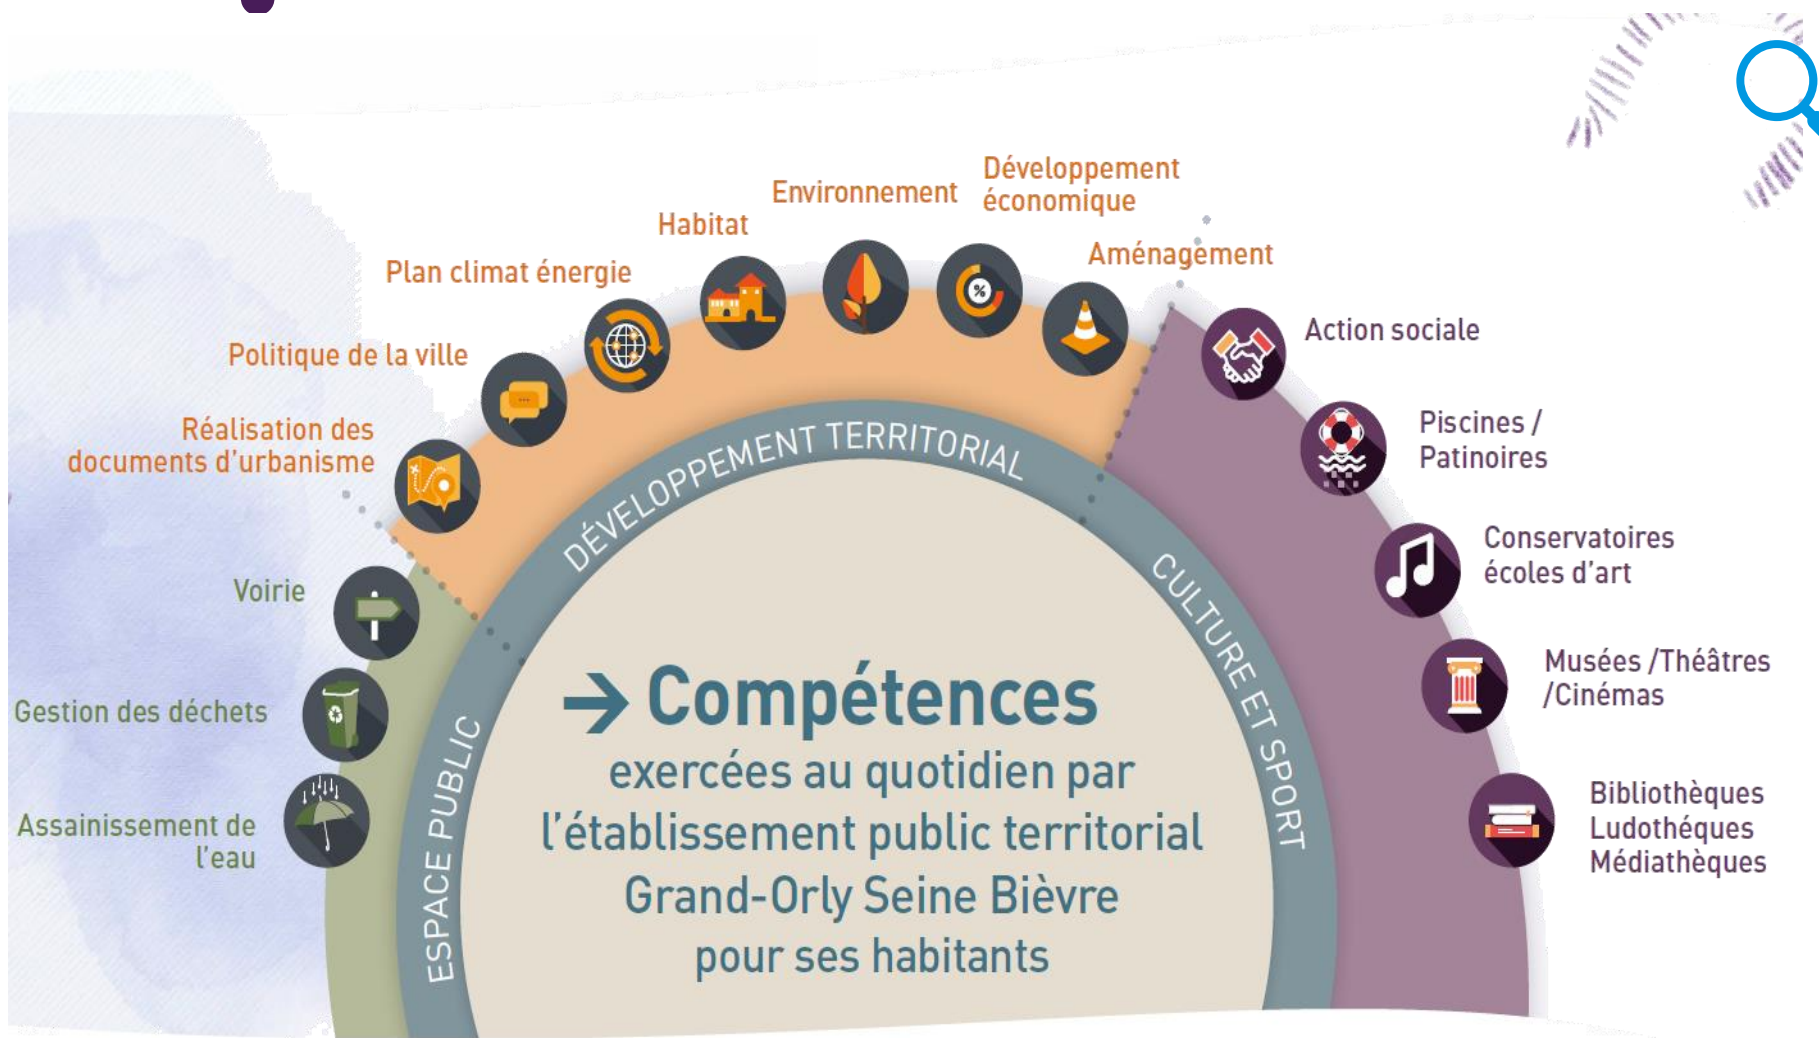 Développement
économique
Environnement
Habitat
Aménagement
Plan climat énergie
Politique de la ville
Réalisation des
documents d'urbanisme
Voirie
Gestion des déchets
Assainissement de
l'eau
Action sociale
Piscines /
Patinoires
Conservatoires
écoles d'art
Musées /Théâtres
/Cinémas
Bibliothèques
Ludothéques
Médiathèques
ESPACE PUBLIC
DÉVELOPPEMENT TERRITORIAL
CULTURE ET SPORT
%
→ Compétences
exercées au quotidien par
l'établissement public territorial
Grand-Orly Seine Bièvre
pour ses habitants